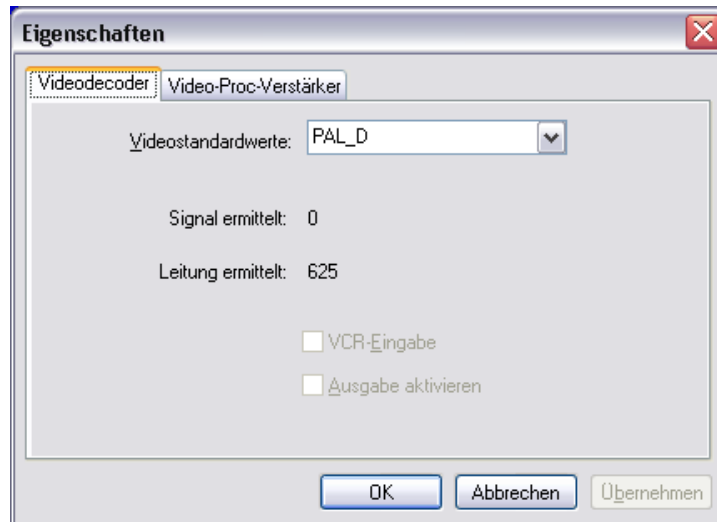 Eigenschaften
Videodecoder Video-Proc-Verstärker
Videostandardwerte: PAL_D
Signal ermittelt: 0
Leitung ermittelt: 625
VCR-Eingabe
Ausgabe aktivieren
OK Abbrechen Übernehmen